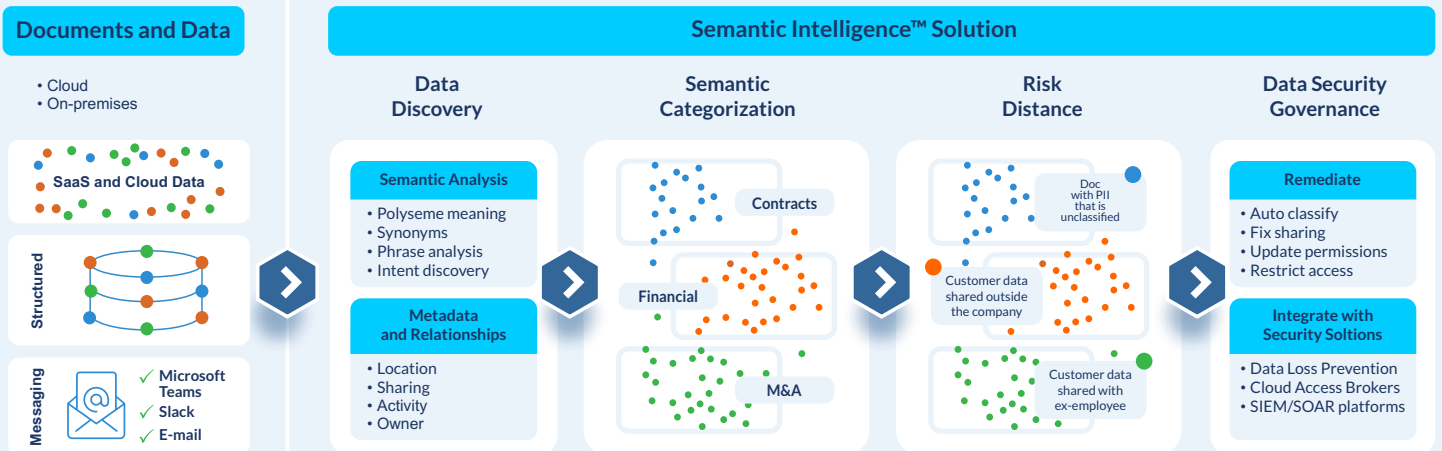 Documents and Data
• Cloud
• On-premises
SaaS and Cloud Data
Structured
Messaging
Microsoft
Teams
Slack
E-mail
Semantic Intelligence™ Solution
Data
Discovery
Semantic Analysis
• Polyseme meaning
• Synonyms
• Phrase analysis
• Intent discovery
Metadata
and Relationships
• Location
• Sharing
• Activity
• Owner
Semantic
Categorization
Contracts
Financial
M&A
Risk
Distance
Doc
with PII
that is
unclassified
Customer data
shared outside
the company
Customer data
shared with
ex-employee
Data Security
Governance
Remediate
• Auto classify
• Fix sharing
• Update permissions
• Restrict access
Integrate with
Security Soltions
• Data Loss Prevention
• Cloud Access Brokers
• SIEM/SOAR platforms